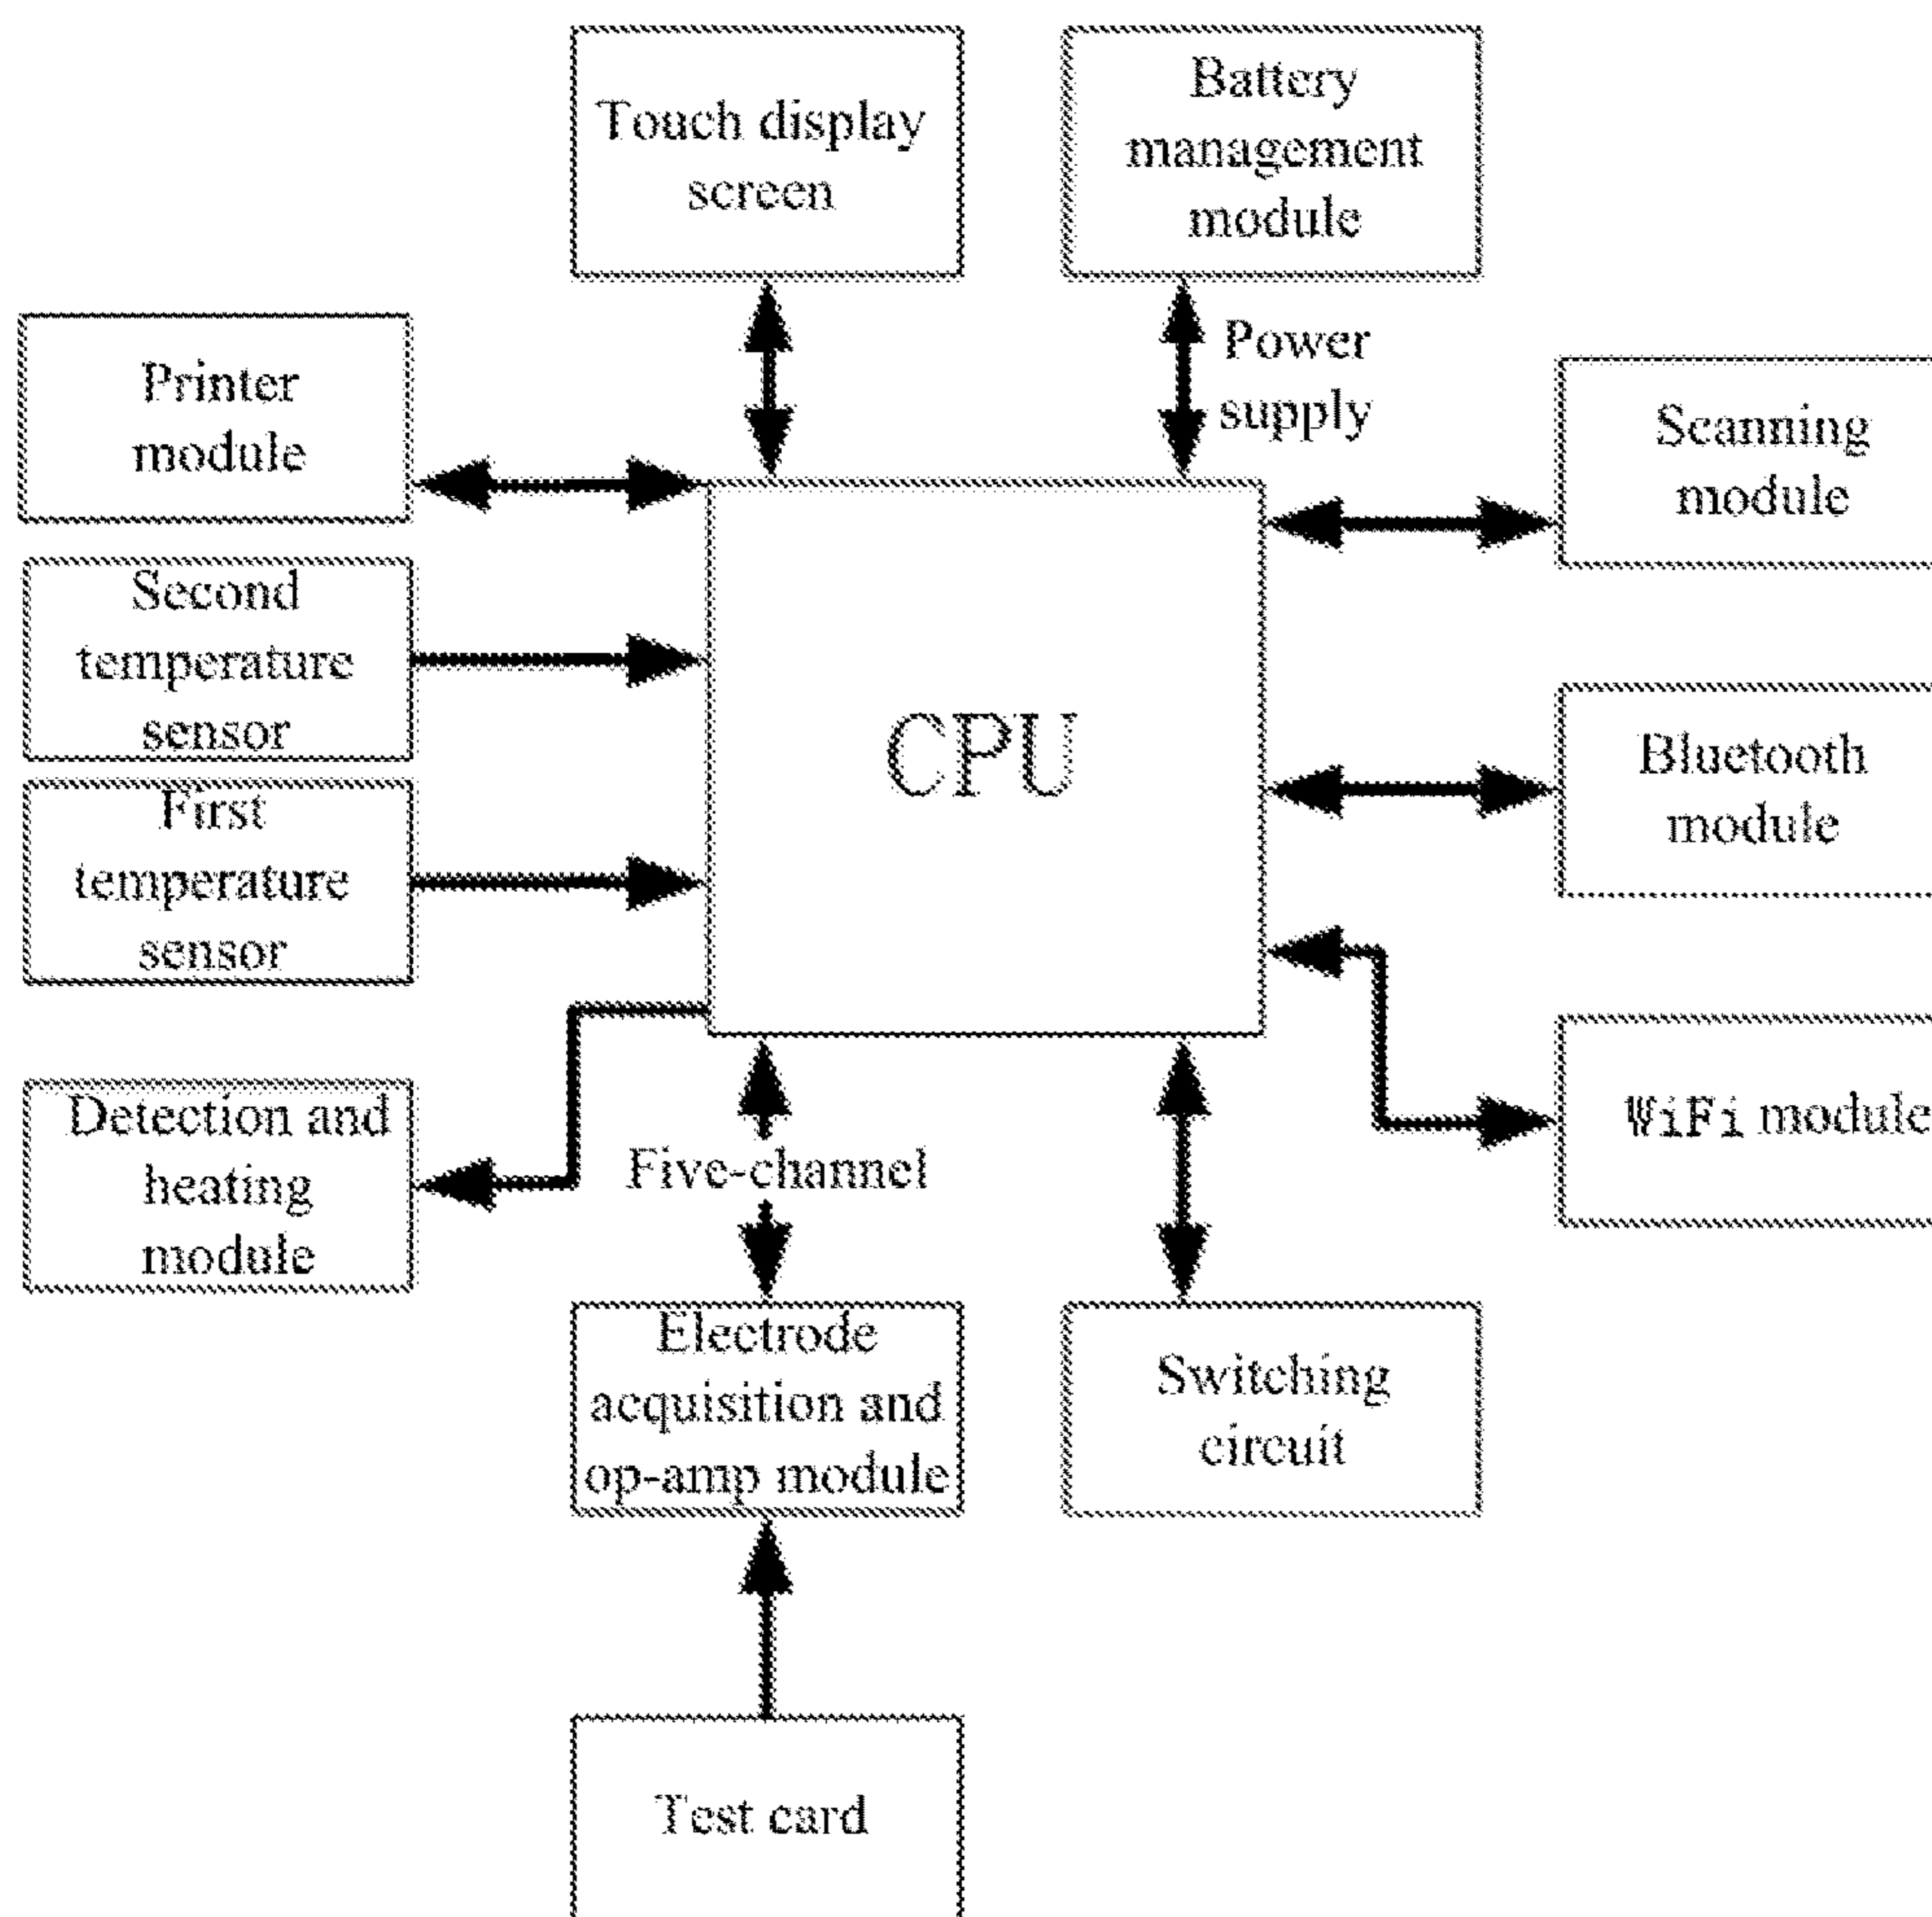 Touch display
screen
Battery
management
module
Power
supply
Printer
module
Scanning
module
Second
temperature
sensor
CPU
Bluetooth
module
First
temperature
sensor
WiFi module
Detection and
heating
module
Five-channel
Electrode
acquisition and
op-amp module
Switching
circuit
Test card